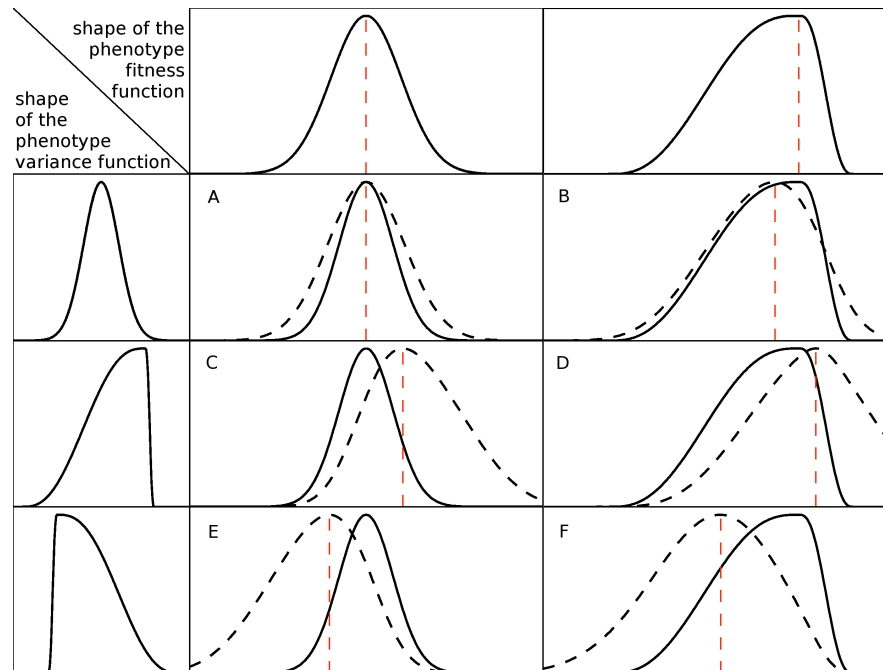 shape of the
phenotype
fitness
function
shape
of the
phenotype
variance function
A
B
C
D
E
F